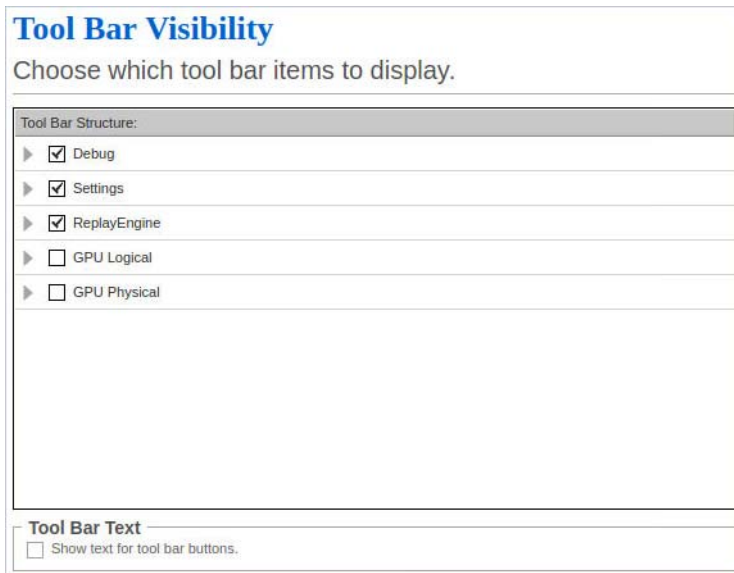 Tool Bar Visibility
Choose which tool bar items to display.
Tool Bar Structure:
Debug
Settings
ReplayEngine
GPU Logical
GPU Physical
Tool Bar Text
Show text for tool bar buttons.